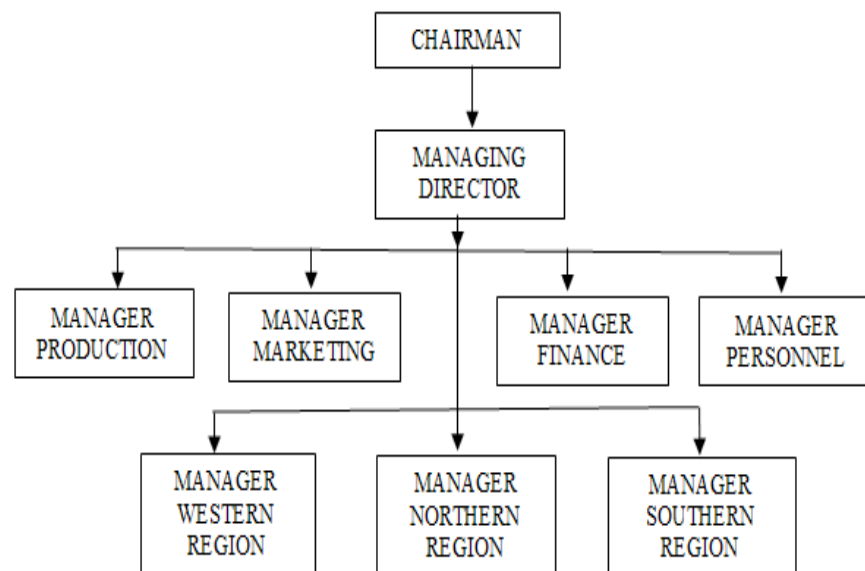 CHAIRMAN
MANAGING
DIRECTOR
MANAGER
PRODUCTION
MANAGER
MARKETING
MANAGER
FINANCE
MANAGER
PERSONNEL
MANAGER
WESTERN
REGION
MANAGER
NORTHERN
REGION
MANAGER
SOUTHERN
REGION